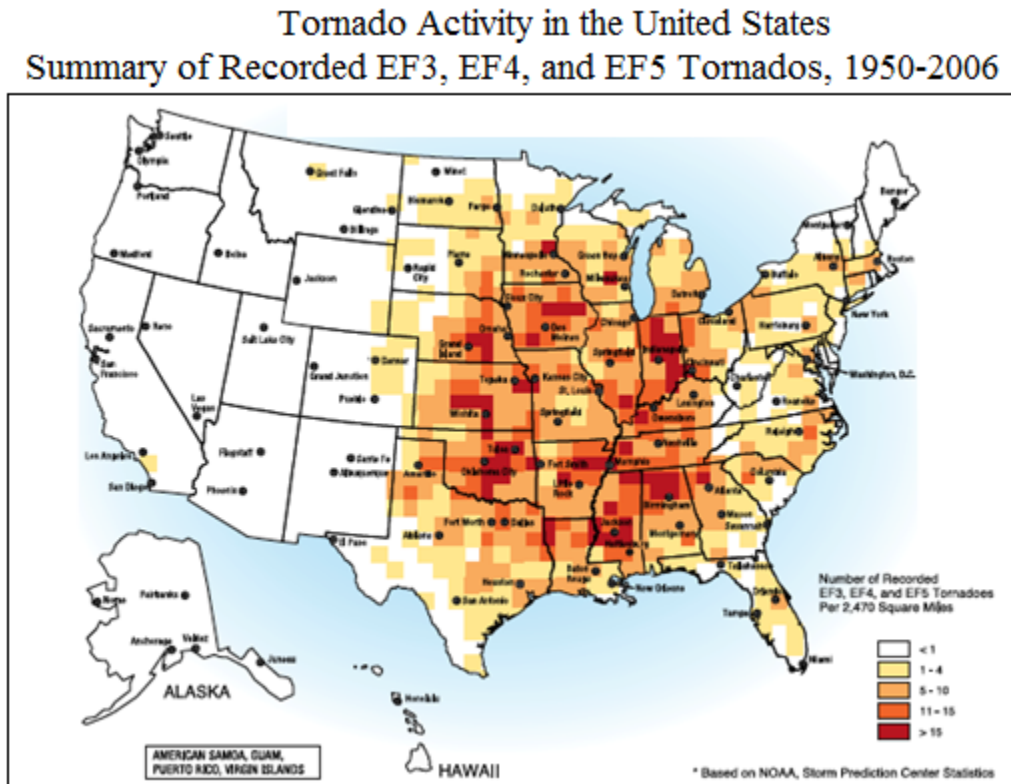 Tornado Activity in the United States
Summary of Recorded EF3, EF4, and EF5 Tornados, 1950-2006
Seattle
Olympia
Portland
Great Falls
Minot
Glendive
Bismarck
Fargo
Duluth
Bangor
Montpelier
Medford
Boise
Billings
Jackson
Rapid City
Pierre
Minneapolis
Rochester
Green Bay
Milwaukee
Buffalo
Albany
Boston
Detroit
Sioux City
Chicago
Cleveland
Harrisburg
New York
Sacramento
Reno
San Francisco
Salt Lake City
Grand Junction
Denver
Pueblo
Omaha
Grand Island
Des Moines
Springfield
Indianapolis
Cincinnati
Washington, D.C.
Topeka
Kansas City
St. Louis
Charleston
Lexington
Roanoke
Las Vegas
Wichita
Springfield
Owensboro
Raleigh
Los Angeles
San Diego
Flagstaff
Phoenix
Santa Fe
Albuquerque
Amarillo
Tulsa
Oklahoma City
Fort Smith
Little Rock
Memphis
Nashville
Columbia
Atlanta
Birmingham
Macon
Savannah
Montgomery
El Paso
Abilene
Fort Worth
Dallas
Jackson
Hattiesburg
Tallahassee
Houston
San Antonio
Baton Rouge
New Orleans
Orlando
Tampa
Miami
Number of Recorded
EF3, EF4, and EF5 Tornadoes
Per 2,470 Square Miles
< 1
1 - 4
5 - 10
11 - 15
> 15
Nome
Fairbanks
Anchorage
Valdez
Juneau
ALASKA
Honolulu
HAWAII
AMERICAN SAMOA, GUAM,
PUERTO RICO, VIRGIN ISLANDS
* Based on NOAA, Storm Prediction Center Statistics